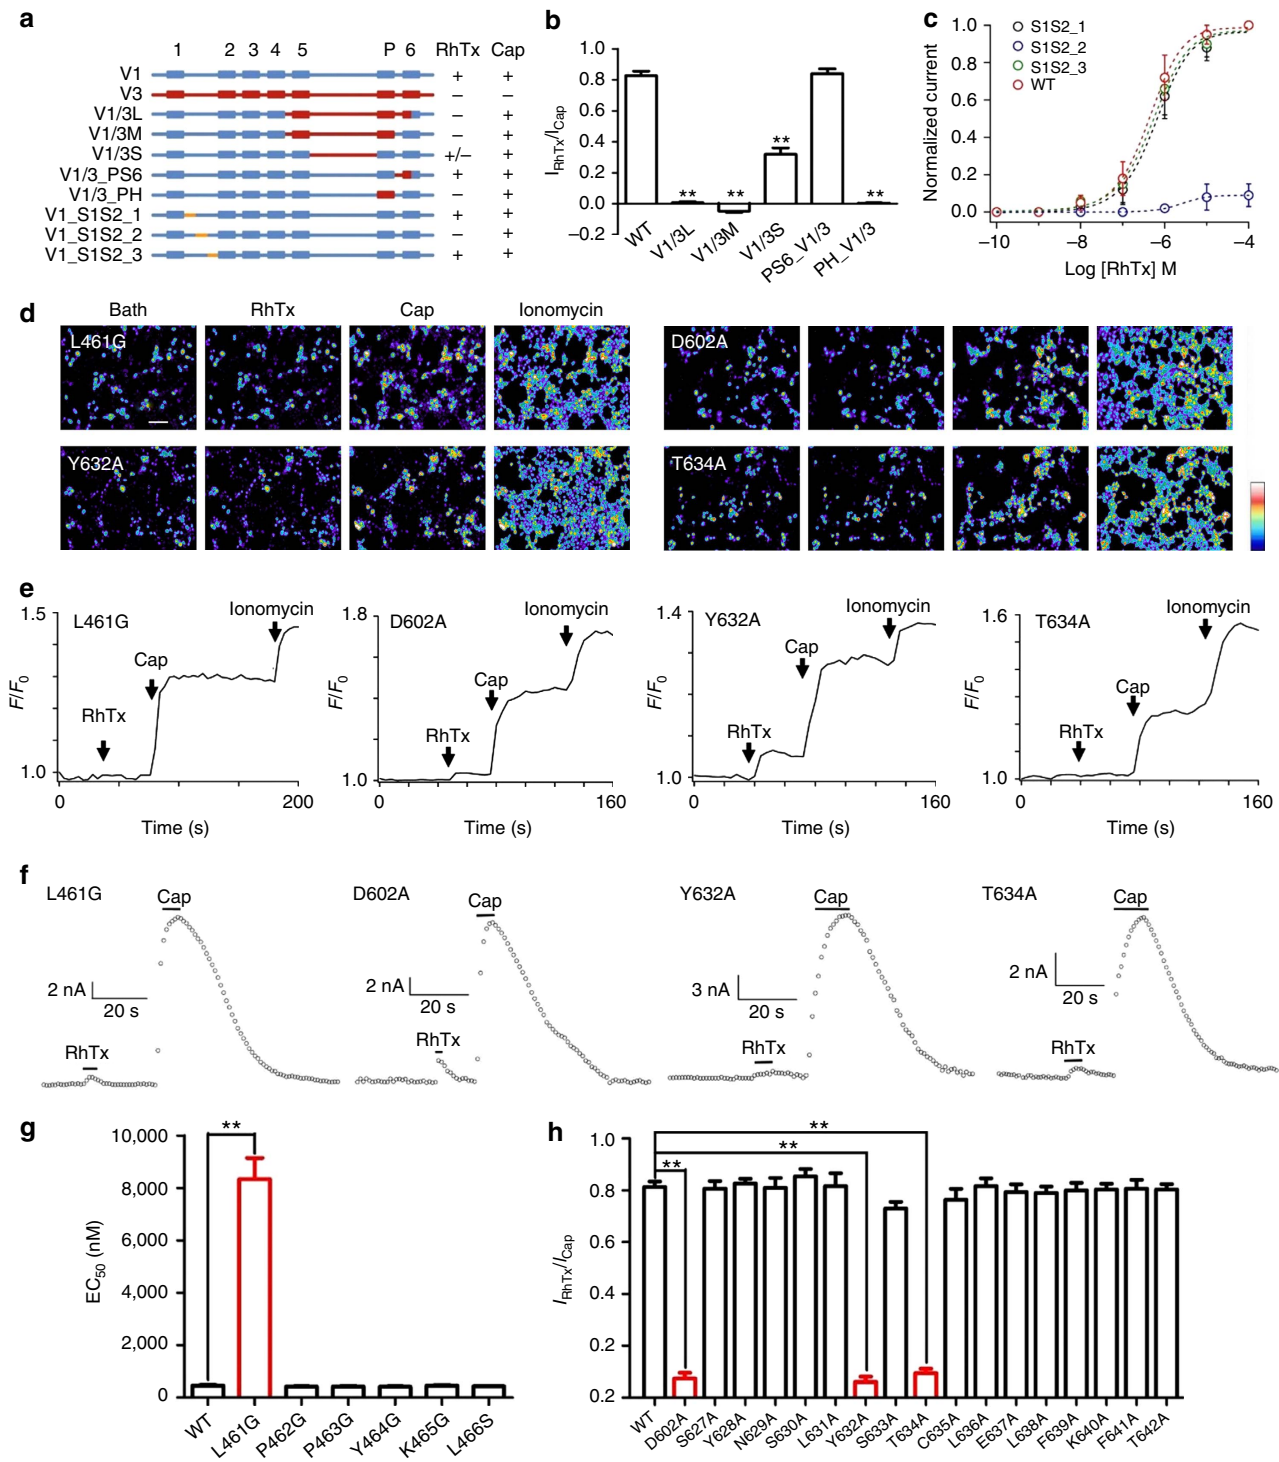 a
1 2 3 4 5 P 6 RhTx Cap
V1 + +
V3 – –
V1/3L – +
V1/3M – +
V1/3S +/– +
V1/3_PS6 + +
V1/3_PH – +
V1_S1S2_1 + +
V1_S1S2_2 – +
V1_S1S2_3 + +
b
I_RhTx/I_Cap
1.0
0.8
0.6
0.4
0.2
0.0
–0.2
** ** ** **
WT V1/3L V1/3M V1/3S PS6_V1/3 PH_V1/3
c
Normalized current
1.0
0.8
0.6
0.4
0.2
0.0
S1S2_1
S1S2_2
S1S2_3
WT
–10 –8 –6 –4
Log [RhTx] M
d
Bath RhTx Cap Ionomycin
L461G
D602A
Y632A
T634A
e
F/F0
1.5
1.0
L461G
RhTx
Cap
Ionomycin
0 200
Time (s)
F/F0
1.8
1.0
D602A
RhTx
Cap
Ionomycin
0 160
Time (s)
F/F0
1.4
1.0
Y632A
RhTx
Cap
Ionomycin
0 160
Time (s)
F/F0
1.6
1.0
T634A
RhTx
Cap
Ionomycin
0 160
Time (s)
f
L461G
Cap
2 nA
20 s
RhTx
D602A
Cap
2 nA
20 s
RhTx
Y632A
Cap
3 nA
20 s
RhTx
T634A
Cap
2 nA
20 s
RhTx
g
EC50 (nM)
10,000
8,000
6,000
4,000
2,000
0
**
WT L461G P462G P463G Y464G K465G L466S
h
I_RhTx/I_Cap
1.0
0.8
0.6
0.4
0.2
0.2
**
**
**
WT D602A S627A Y628A N629A S630A L631A Y632A S633A T634A C635A L636A E637A L638A F639A K640A F641A T642A